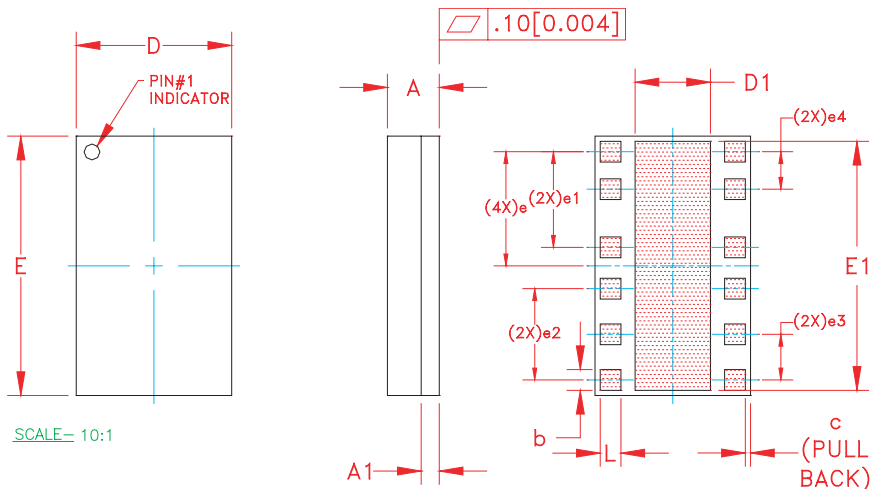 .10[0.004]
D
PIN#1
INDICATOR
A
D1
(2X)e4
(4X)e
(2X)e1
E
E1
(2X)e2
(2X)e3
SCALE- 10:1
b
L
A1
c
(PULL
BACK)